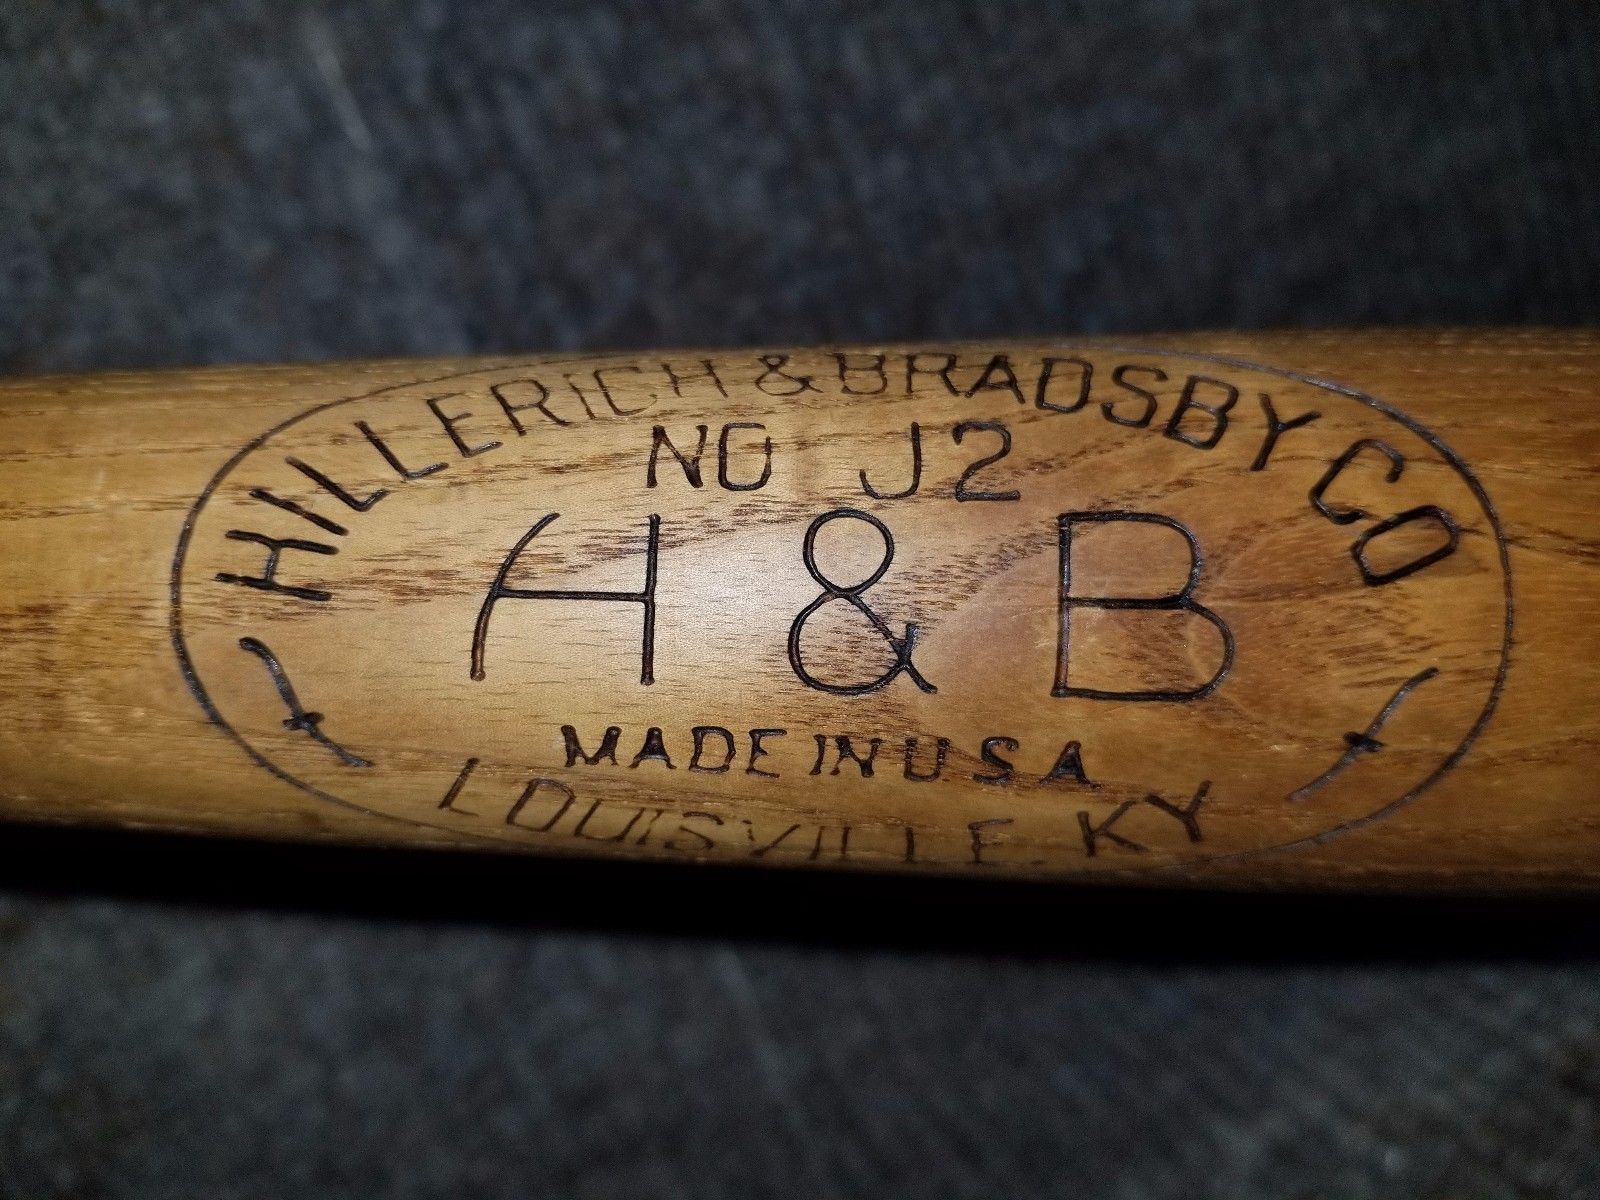 HILLERICH & BRADSBY CO
NO J2
H & B
MADE IN U.S.A.
LOUISVILLE. KY